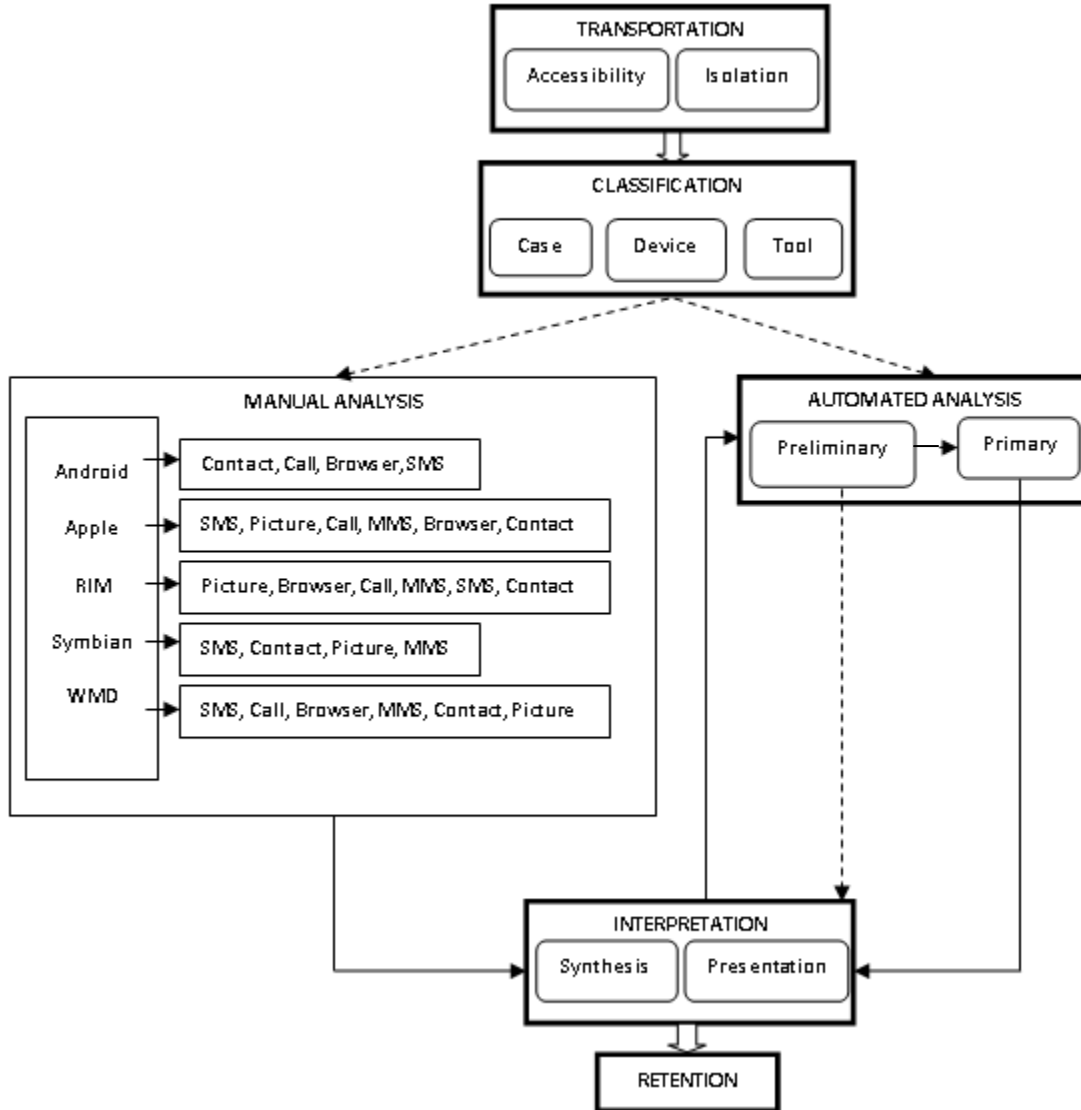 TRANSPORTATION
Accessibility
Isolation
CLASSIFICATION
Case
Device
Tool
MANUAL ANALYSIS
Android
Contact, Call, Browser, SMS
Apple
SMS, Picture, Call, MMS, Browser, Contact
RIM
Picture, Browser, Call, MMS, SMS, Contact
Symbian
SMS, Contact, Picture, MMS
WMD
SMS, Call, Browser, MMS, Contact, Picture
AUTOMATED ANALYSIS
Preliminary
Primary
INTERPRETATION
Synthesis
Presentation
RETENTION